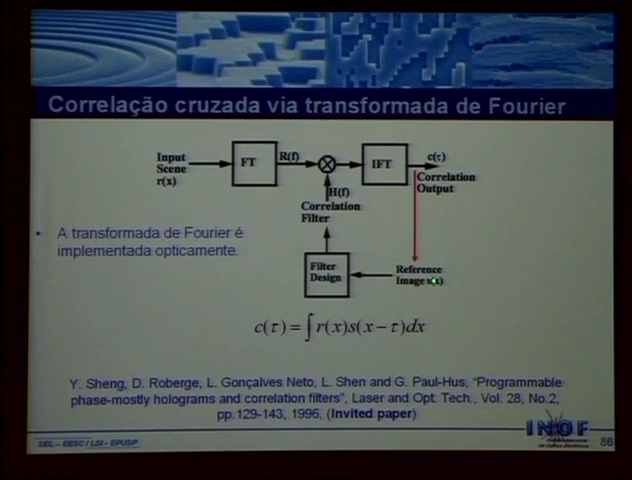 Correlação cruzada via transformada de Fourier
Input
Scene
r(x)
FT
R(f)
IFT
c(τ)
Correlation
Output
H(f)
Correlation
Filter
• A transformada de Fourier é
implementada opticamente.
Filter
Design
Reference
Image s(x)
c(τ) = ∫ r(x)s(x − τ)dx
Y. Sheng, D. Roberge, L. Gonçalves Neto, L. Shen and G. Paul-Hus, "Programmable
phase-mostly holograms and correlation filters", Laser and Opt. Tech., Vol. 28, No.2,
pp.129-143, 1996, (Invited paper)
SEL – EESC / LSI - EPUSP
INOF
86